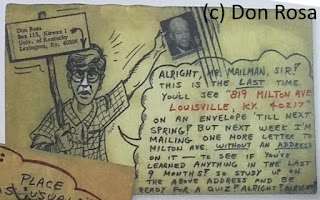 (c) Don Rosa
Don Rosa
Box 115, Kirwan 1
Univ. of Kentucky
Lexington, Ky. 40506
ALRIGHT, MR. MAILMAN, SIR!
THIS IS THE LAST TIME
YOU'LL SEE "819 MILTON AVE
LOUISVILLE, KY. 40217"
ON AN ENVELOPE 'TILL NEXT
SPRING! BUT NEXT WEEK I'M
MAILING ONE MORE LETTER TO
MILTON AVE. WITHOUT AN ADDRESS
ON IT — TO SEE IF YOU'VE
LEARNED ANYTHING IN THE LAST
9 MONTHS! SO STUDY UP ON
THE ABOVE ADDRESS AND BE
READY FOR A QUIZ! ALRIGHT?
PLACE
AS USUAL